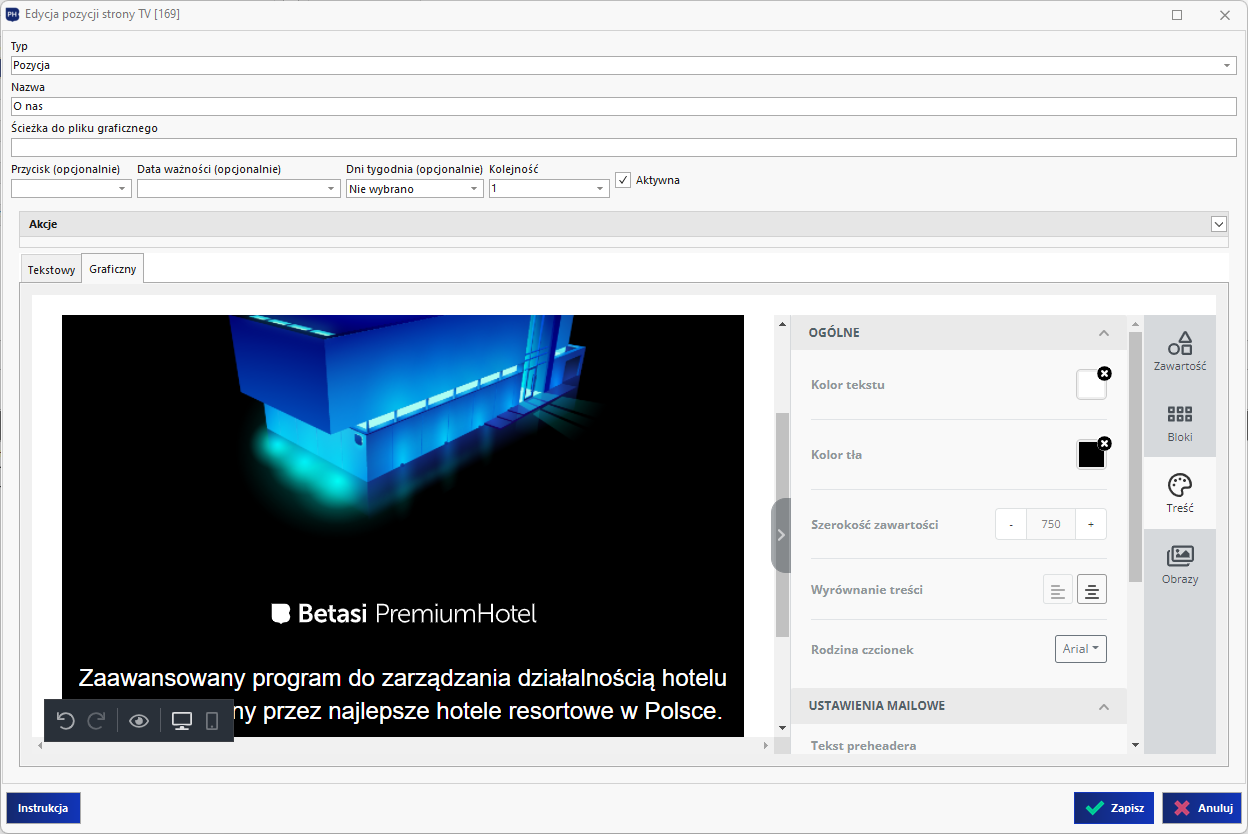 PH
Edycja pozycji strony TV [169]
Typ
Pozycja
Nazwa
O nas
Ścieżka do pliku graficznego
Przycisk (opcjonalnie) Data ważności (opcjonalnie) Dni tygodnia (opcjonalnie) Kolejność
Nie wybrano 1 Aktywna
Akcje
Tekstowy Graficzny
Betasi PremiumHotel
Zaawansowany program do zarządzania działalnością hotelu
ny przez najlepsze hotele resortowe w Polsce.
OGÓLNE
Kolor tekstu
Kolor tła
Szerokość zawartości - 750 +
Wyrównanie treści
Rodzina czcionek Arial
USTAWIENIA MAILOWE
Tekst preheadera
Zawartość
Bloki
Treść
Obrazy
Instrukcja Zapisz Anuluj